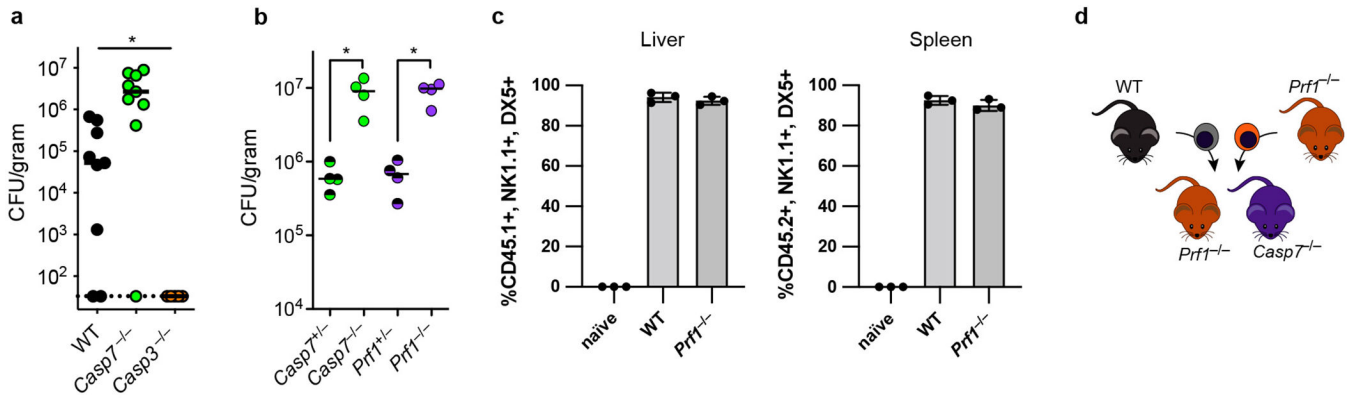 a
*
CFU/gram
10⁷
10⁶
10⁵
10⁴
10³
10²
WT
Casp7⁻/⁻
Casp3⁻/⁻
b
* *
CFU/gram
10⁷
10⁶
10⁵
10⁴
Casp7⁺/⁻
Casp7⁻/⁻
Prf1⁺/⁻
Prf1⁻/⁻
c
Liver
%CD45.1+, NK1.1+, DX5+
100
80
60
40
20
0
naïve
WT
Prf1⁻/⁻
Spleen
%CD45.2+, NK1.1+, DX5+
100
80
60
40
20
0
naïve
WT
Prf1⁻/⁻
d
WT
Prf1⁻/⁻
Prf1⁻/⁻
Casp7⁻/⁻